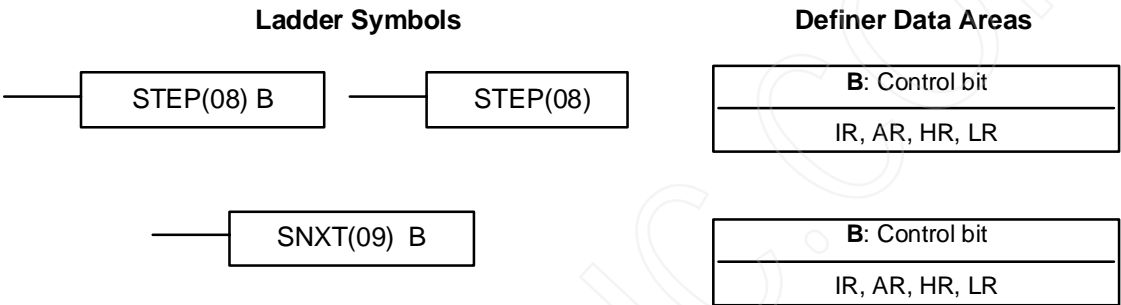 Ladder Symbols
Definer Data Areas
STEP(08) B
STEP(08)
B: Control bit
IR, AR, HR, LR
SNXT(09) B
B: Control bit
IR, AR, HR, LR